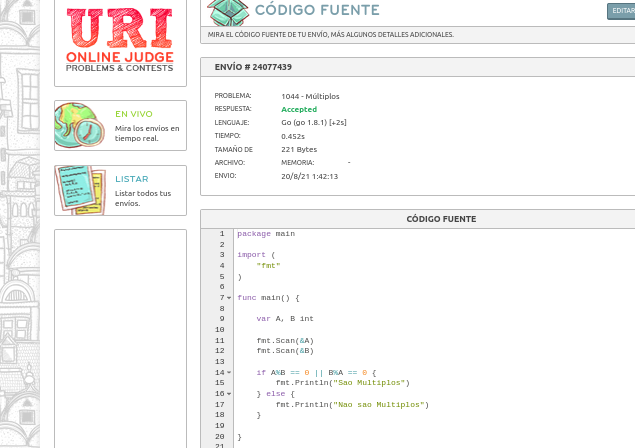 URI
ONLINE JUDGE
PROBLEMS & CONTESTS
EN VIVO
Mira los envíos en
tiempo real.
LISTAR
Listar todos tus
envíos.
CÓDIGO FUENTE
EDITAR
MIRA EL CÓDIGO FUENTE DE TU ENVÍO, MÁS ALGUNOS DETALLES ADICIONALES.
ENVÍO # 24077439
PROBLEMA: 1044 - Múltiplos
RESPUESTA: Accepted
LENGUAJE: Go (go 1.8.1) [+2s]
TIEMPO: 0.452s
TAMAÑO DE 221 Bytes
ARCHIVO: MEMORIA: -
ENVIO: 20/8/21 1:42:13
CÓDIGO FUENTE
1 package main
2
3 import (
4 "fmt"
5 )
6
7 func main() {
8
9 var A, B int
10
11 fmt.Scan(&A)
12 fmt.Scan(&B)
13
14 if A%B == 0 || B%A == 0 {
15 fmt.Println("Sao Multiplos")
16 } else {
17 fmt.Println("Nao sao Multiplos")
18 }
19
20 }
21